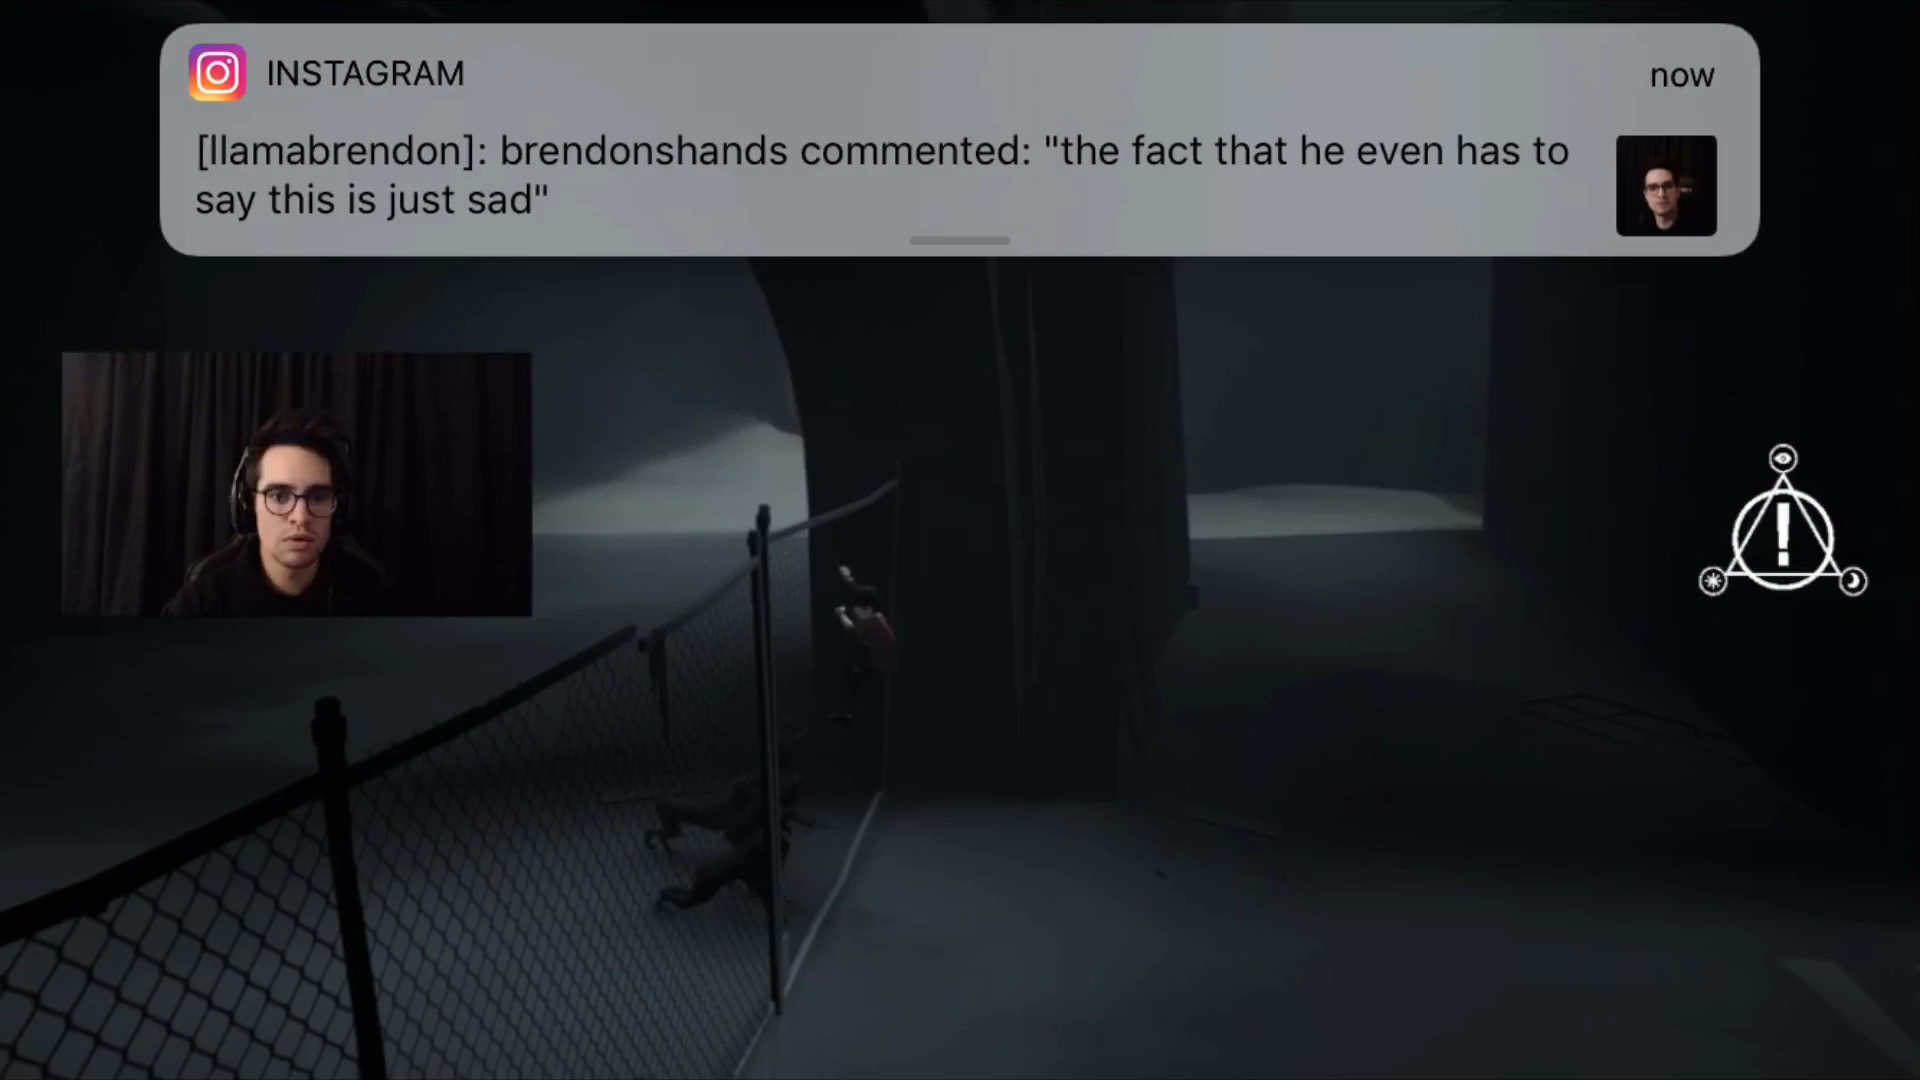 INSTAGRAM
now
[llamabrendon]: brendonshands commented: "the fact that he even has to
say this is just sad"
!